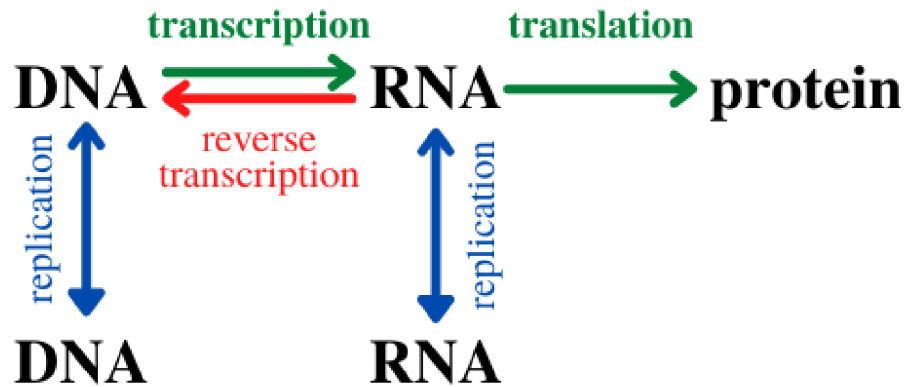 transcription translation
DNA RNA protein
reverse
transcription
replication replication
DNA RNA